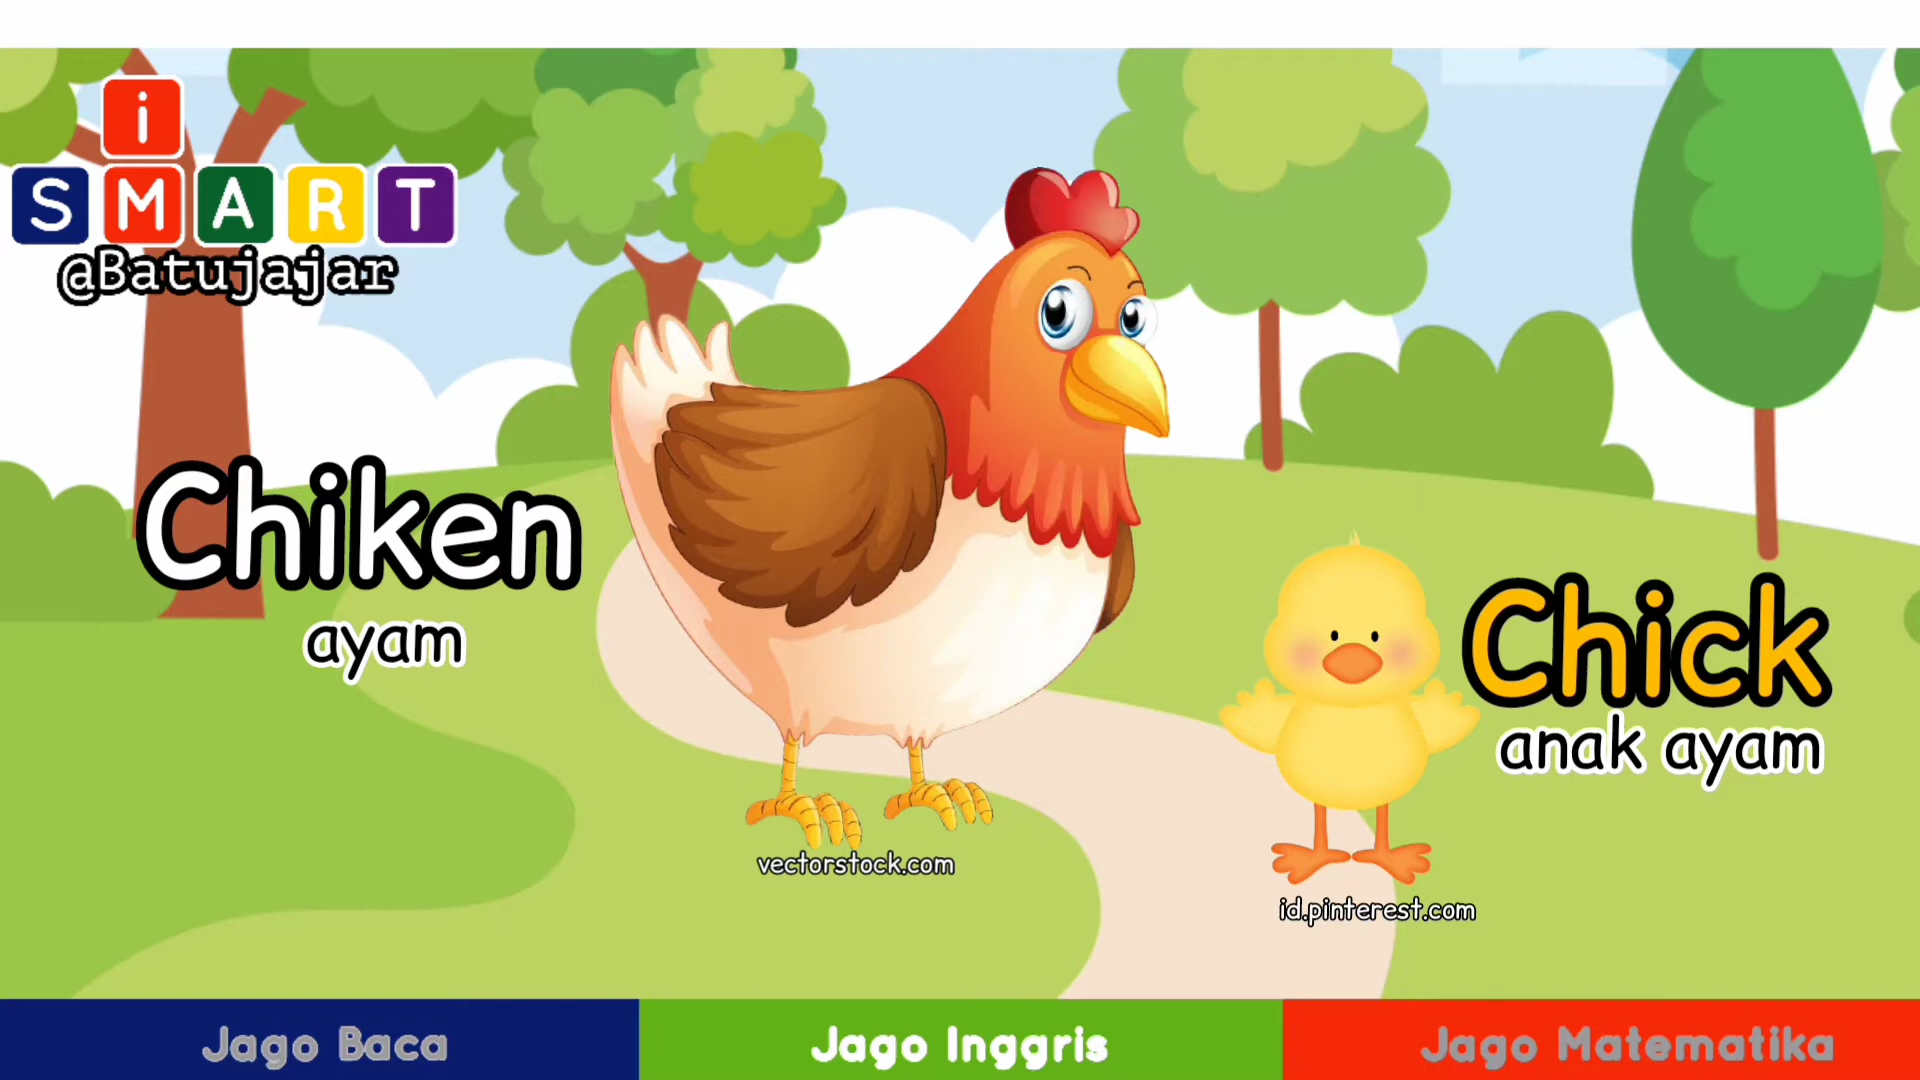 i
SMART
@Batujajar
Chiken
ayam
Chick
anak ayam
vectorstock.com
id.pinterest.com
Jago Baca
Jago Inggris
Jago Matematika